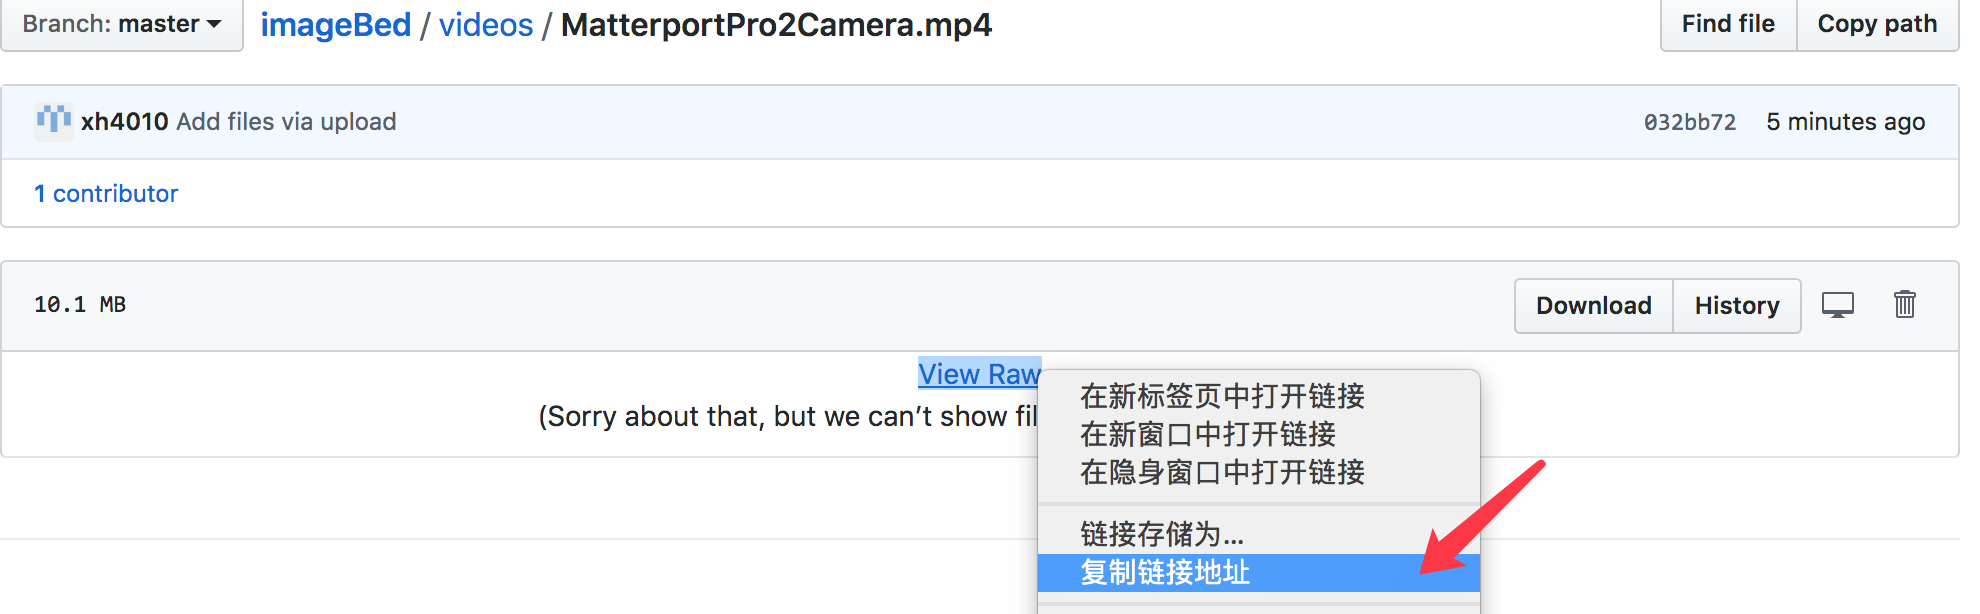 Branch: master
imageBed / videos / MatterportPro2Camera.mp4
Find file
Copy path
xh4010 Add files via upload
032bb72
5 minutes ago
1 contributor
10.1 MB
Download
History
View Raw
(Sorry about that, but we can’t show fil
在新标签页中打开链接
在新窗口中打开链接
在隐身窗口中打开链接
链接存储为...
复制链接地址